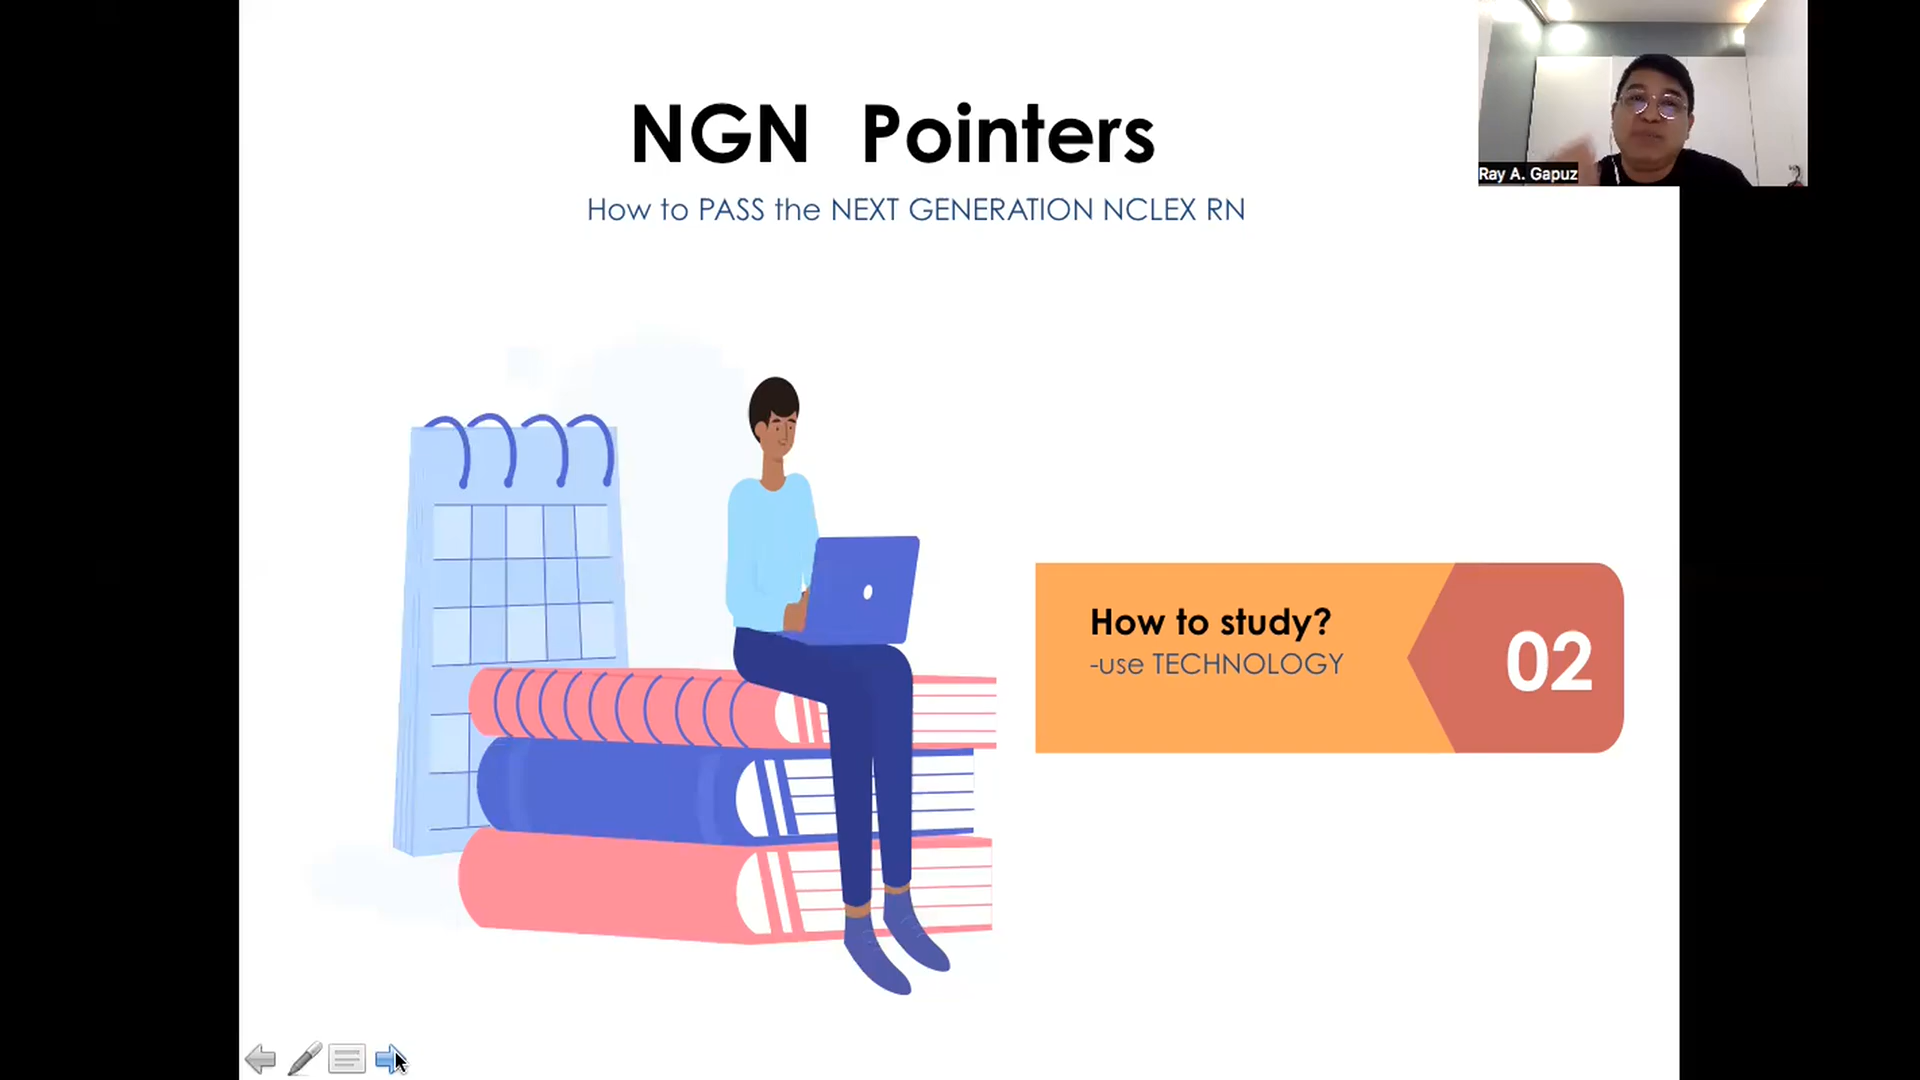 NGN Pointers
How to PASS the NEXT GENERATION NCLEX RN
Ray A. Gapuz
How to study?
-use TECHNOLOGY
02